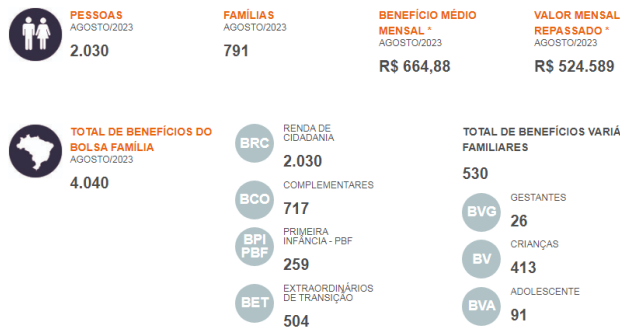 PESSOAS
AGOSTO/2023
2.030
FAMÍLIAS
AGOSTO/2023
791
BENEFÍCIO MÉDIO
MENSAL *
AGOSTO/2023
R$ 664,88
VALOR MENSAL
REPASSADO *
AGOSTO/2023
R$ 524.589
TOTAL DE BENEFÍCIOS DO
BOLSA FAMÍLIA
AGOSTO/2023
4.040
BRC
RENDA DE
CIDADANIA
2.030
BCO
COMPLEMENTARES
717
BPI
PBF
PRIMEIRA
INFÂNCIA - PBF
259
BET
EXTRAORDINÁRIOS
DE TRANSIÇÃO
504
TOTAL DE BENEFÍCIOS VARIÁ
FAMILIARES
530
BVG
GESTANTES
26
BV
CRIANÇAS
413
BVA
ADOLESCENTE
91